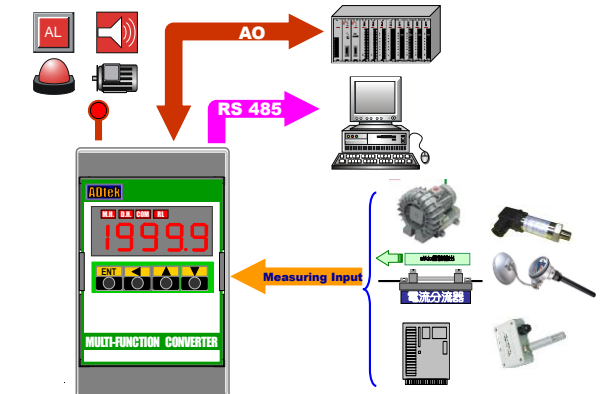 AL
AO
RS 485
ADtek
M.H. D.H. COM RL
1999.9
ENT
Measuring Input
電流分流器
MULTI-FUNCTION CONVERTER